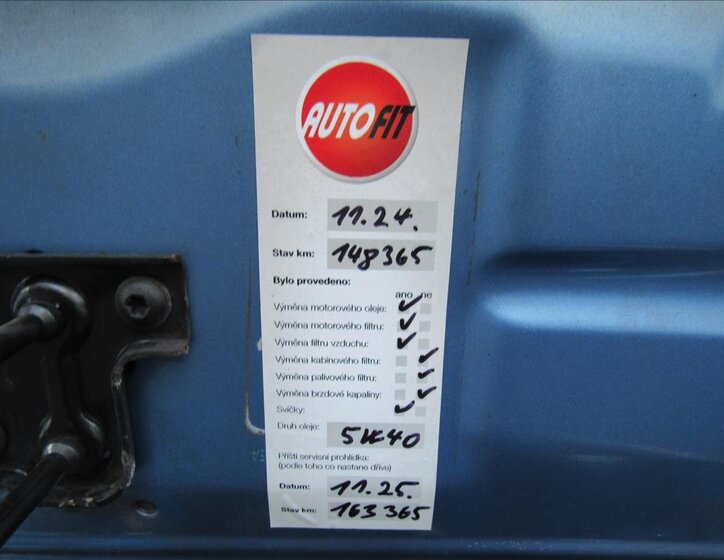 AUTOFIT
Datum: 11.24.
Stav km: 148365
Bylo provedeno:
ano ne
Výměna motorového oleje: ✓
Výměna motorového filtru: ✓
Výměna filtru vzduchu: ✓
Výměna kabinového filtru: ✓
Výměna palivového filtru: ✓
Výměna brzdové kapaliny: ✓
Svíčky: ✓
Druh oleje: 5W40
Příští servisní prohlídka:
(podle toho co nastane dříve)
Datum: 11.25.
Stav km: 163365